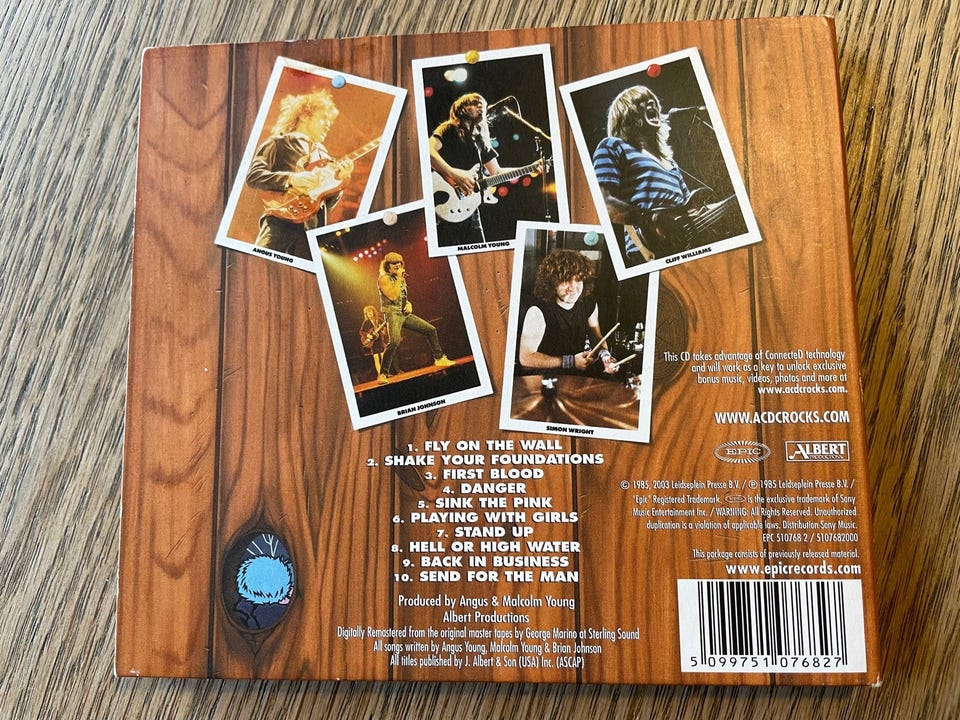 ANGUS YOUNG
MALCOLM YOUNG
CLIFF WILLIAMS
BRIAN JOHNSON
SIMON WRIGHT
This CD takes advantage of ConnecteD technology
and will work as a key to unlock exclusive
bonus music, videos, photos and more at
www.acdcrocks.com.
WWW.ACDCROCKS.COM
EPIC
ALBERT
PRODUCTIONS
1. FLY ON THE WALL
2. SHAKE YOUR FOUNDATIONS
3. FIRST BLOOD
4. DANGER
5. SINK THE PINK
6. PLAYING WITH GIRLS
7. STAND UP
8. HELL OR HIGH WATER
9. BACK IN BUSINESS
10. SEND FOR THE MAN
Produced by Angus & Malcolm Young
Albert Productions
Digitally Remastered from the original master tapes by George Marino at Sterling Sound
All songs written by Angus Young, Malcolm Young & Brian Johnson
All titles published by J. Albert & Son (USA) Inc. (ASCAP)
© 1985, 2003 Leidseplein Presse B.V. / ℗ 1985 Leidseplein Presse B.V. /
"Epic" Registered Trademark. EPIC is the exclusive trademark of Sony
Music Entertainment Inc. / WARNING: All Rights Reserved. Unauthorized
duplication is a violation of applicable laws. Distribution Sony Music.
EPC 510768 2 / 5107682000
This package consists of previously released material.
www.epicrecords.com
5 099751 076827